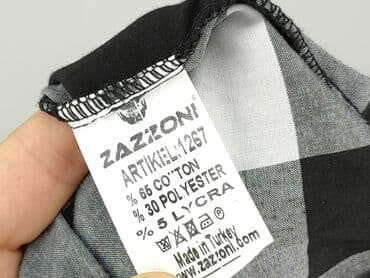 ZAZZONI
ARTIKEL:1267
% 65 COTTON
% 30 POLYESTER
% 5 LYCRA
Made in Turkey
www.zazzoni.com